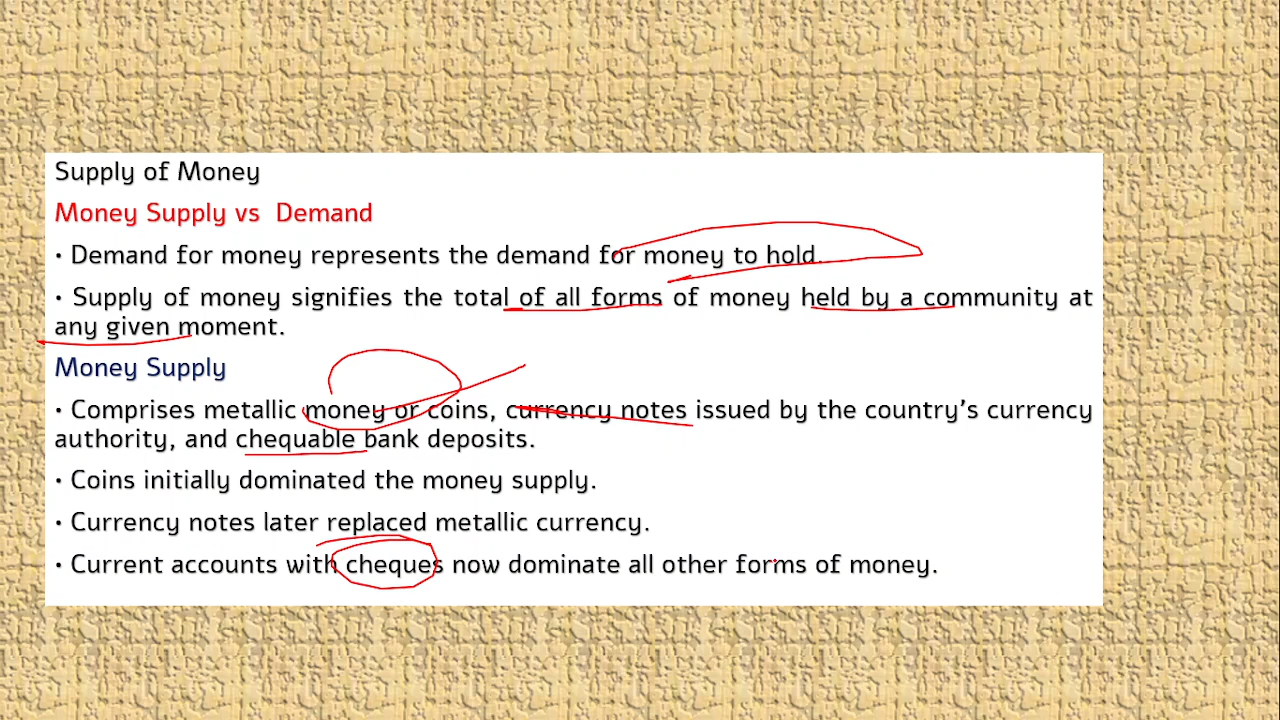 Supply of Money
Money Supply vs Demand
• Demand for money represents the demand for money to hold.
• Supply of money signifies the total of all forms of money held by a community at
any given moment.
Money Supply
• Comprises metallic money or coins, currency notes issued by the country's currency
authority, and chequable bank deposits.
• Coins initially dominated the money supply.
• Currency notes later replaced metallic currency.
• Current accounts with cheques now dominate all other forms of money.